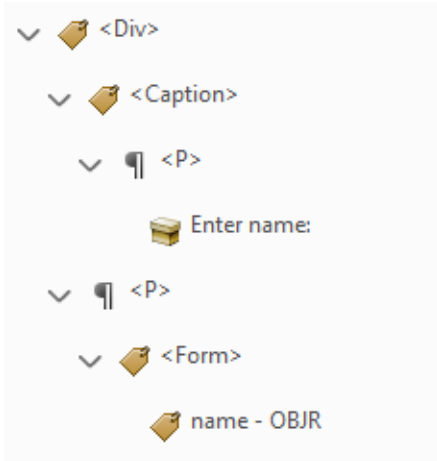 <Div>
<Caption>
<P>
Enter name:
<P>
<Form>
name - OBJR